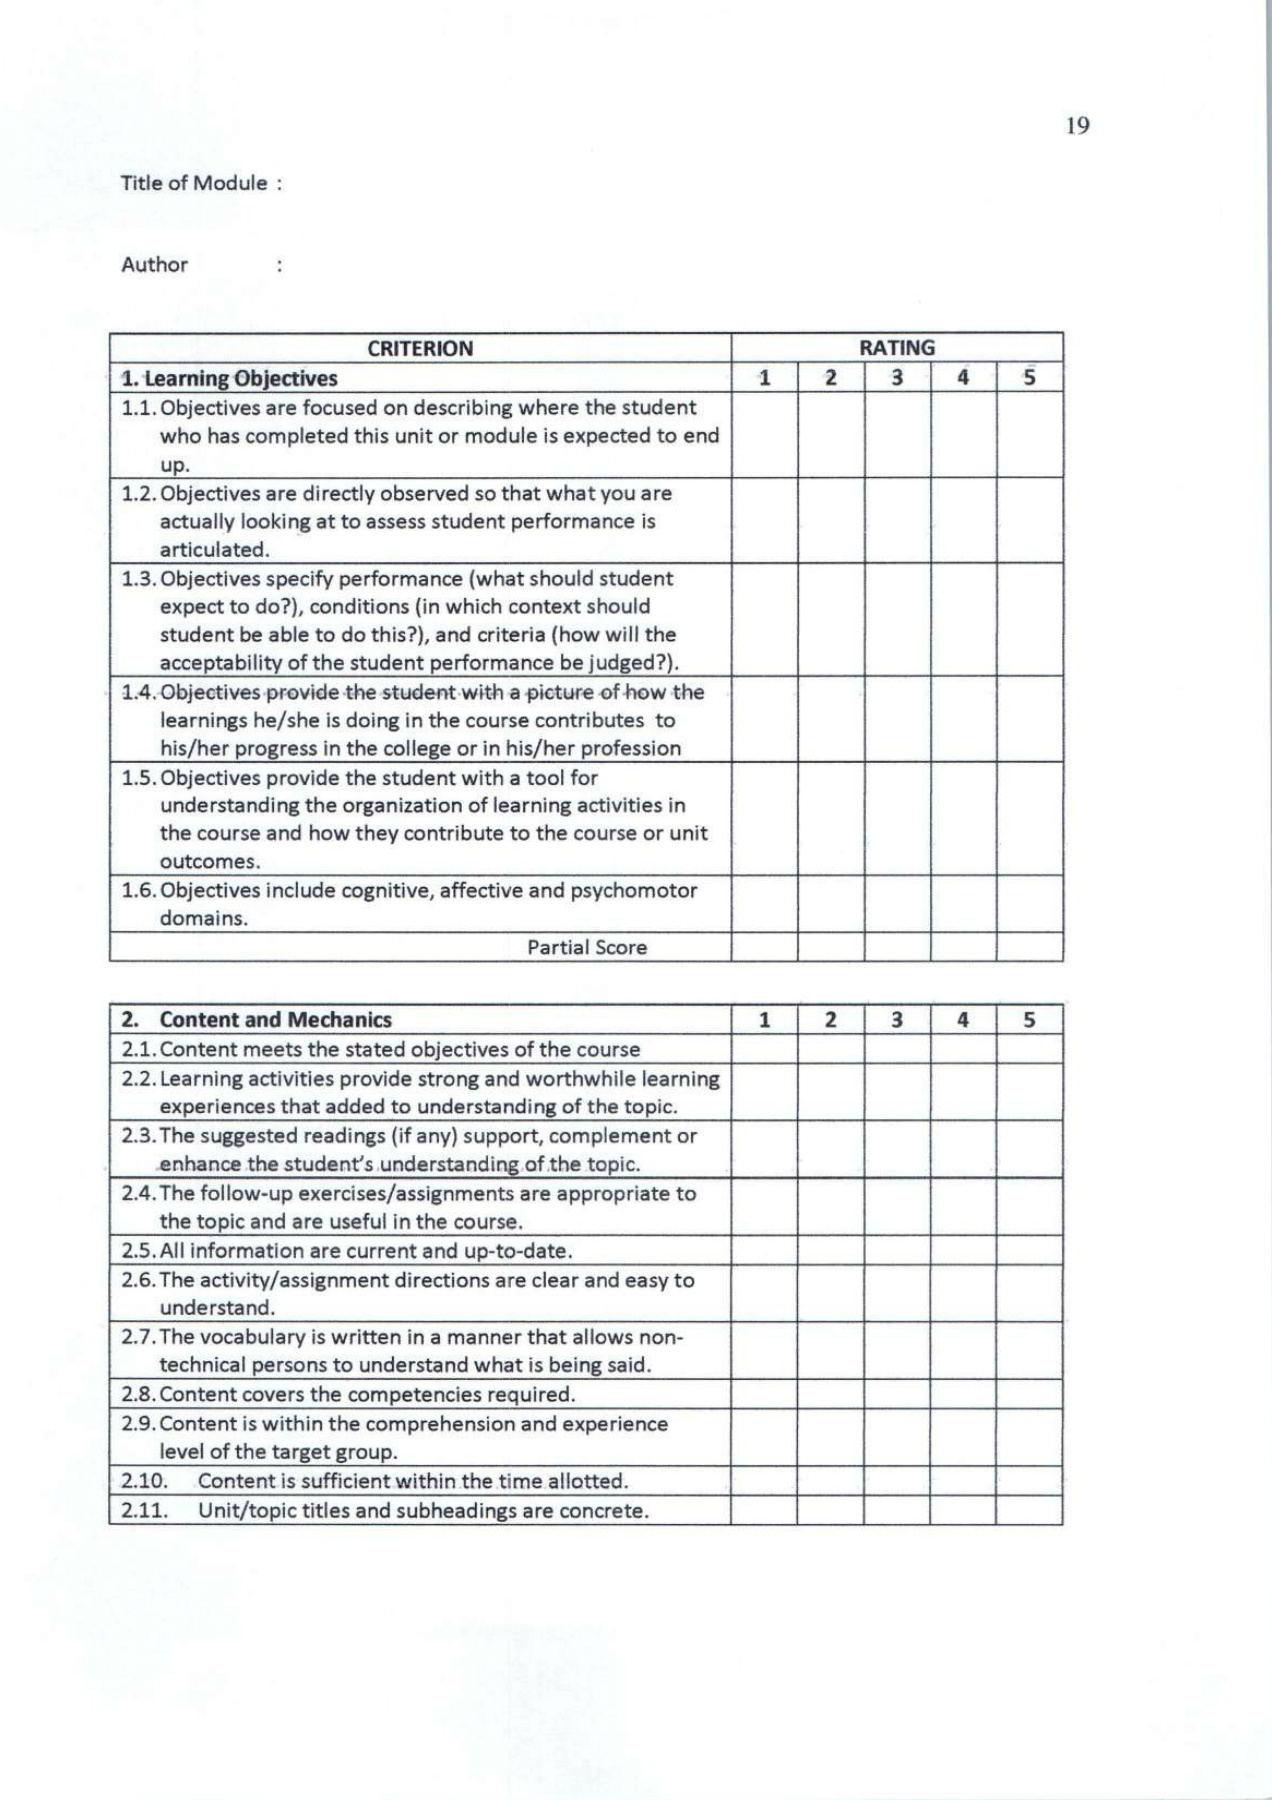 19
Title of Module :
Author :
CRITERION RATING
1. Learning Objectives 1 2 3 4 5
1.1. Objectives are focused on describing where the student
who has completed this unit or module is expected to end
up.
1.2. Objectives are directly observed so that what you are
actually looking at to assess student performance is
articulated.
1.3. Objectives specify performance (what should student
expect to do?), conditions (in which context should
student be able to do this?), and criteria (how will the
acceptability of the student performance be judged?).
1.4. Objectives provide the student with a picture of how the
learnings he/she is doing in the course contributes to
his/her progress in the college or in his/her profession
1.5. Objectives provide the student with a tool for
understanding the organization of learning activities in
the course and how they contribute to the course or unit
outcomes.
1.6. Objectives include cognitive, affective and psychomotor
domains.
Partial Score
2. Content and Mechanics 1 2 3 4 5
2.1. Content meets the stated objectives of the course
2.2. Learning activities provide strong and worthwhile learning
experiences that added to understanding of the topic.
2.3. The suggested readings (if any) support, complement or
enhance the student's understanding of the topic.
2.4. The follow-up exercises/assignments are appropriate to
the topic and are useful in the course.
2.5. All information are current and up-to-date.
2.6. The activity/assignment directions are clear and easy to
understand.
2.7. The vocabulary is written in a manner that allows non-
technical persons to understand what is being said.
2.8. Content covers the competencies required.
2.9. Content is within the comprehension and experience
level of the target group.
2.10. Content is sufficient within the time allotted.
2.11. Unit/topic titles and subheadings are concrete.